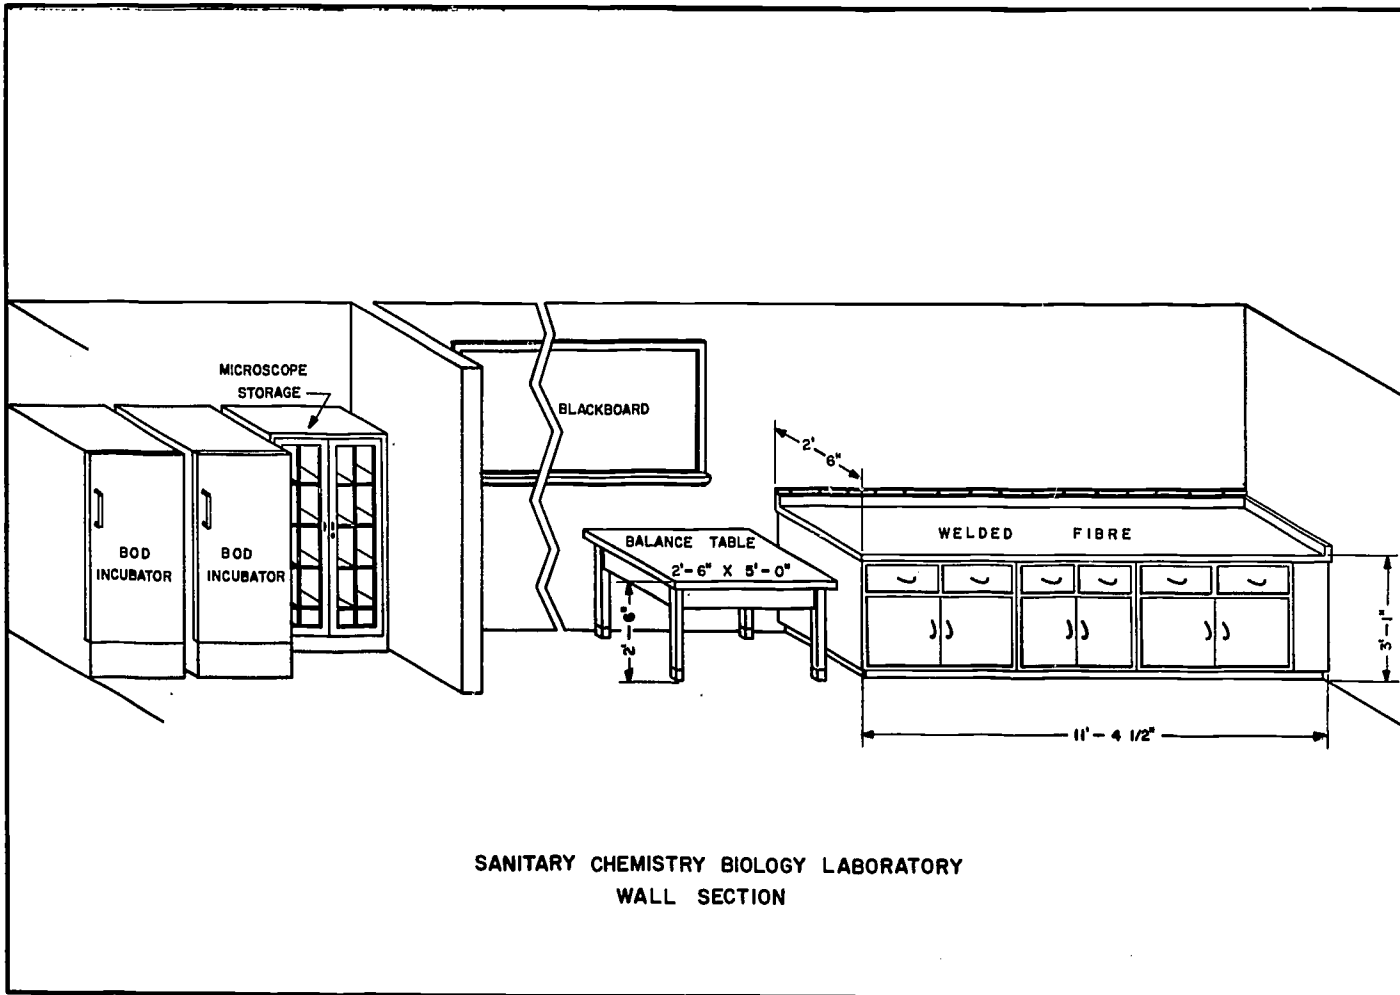 MICROSCOPE
STORAGE
BLACKBOARD
2'-6"
WELDED FIBRE
BALANCE TABLE
2'-6" X 5'-0"
BOD
INCUBATOR
BOD
INCUBATOR
2'-6"
3'-1"
11'-4 1/2"
SANITARY CHEMISTRY BIOLOGY LABORATORY
WALL SECTION